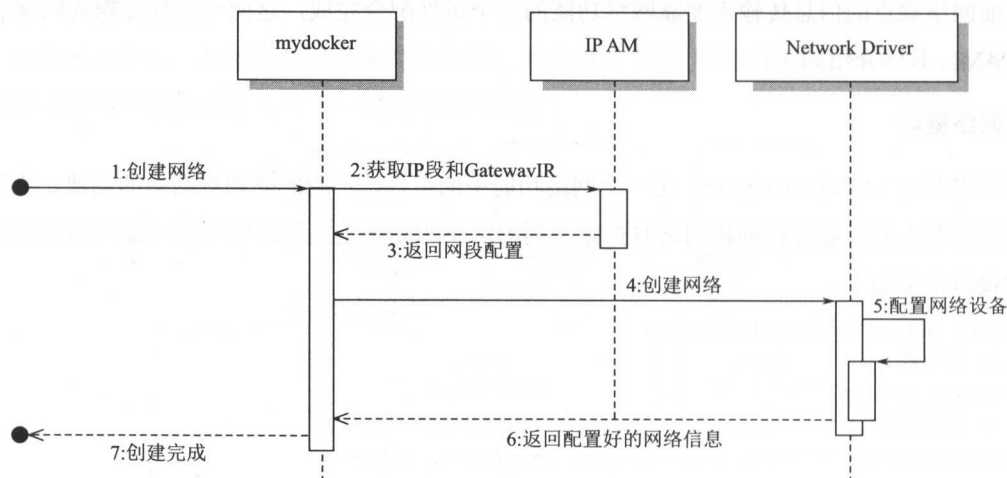 mydocker
IP AM
Network Driver
1:创建网络
2:获取IP段和GatewavIR
3:返回网段配置
4:创建网络
5:配置网络设备
6:返回配置好的网络信息
7:创建完成